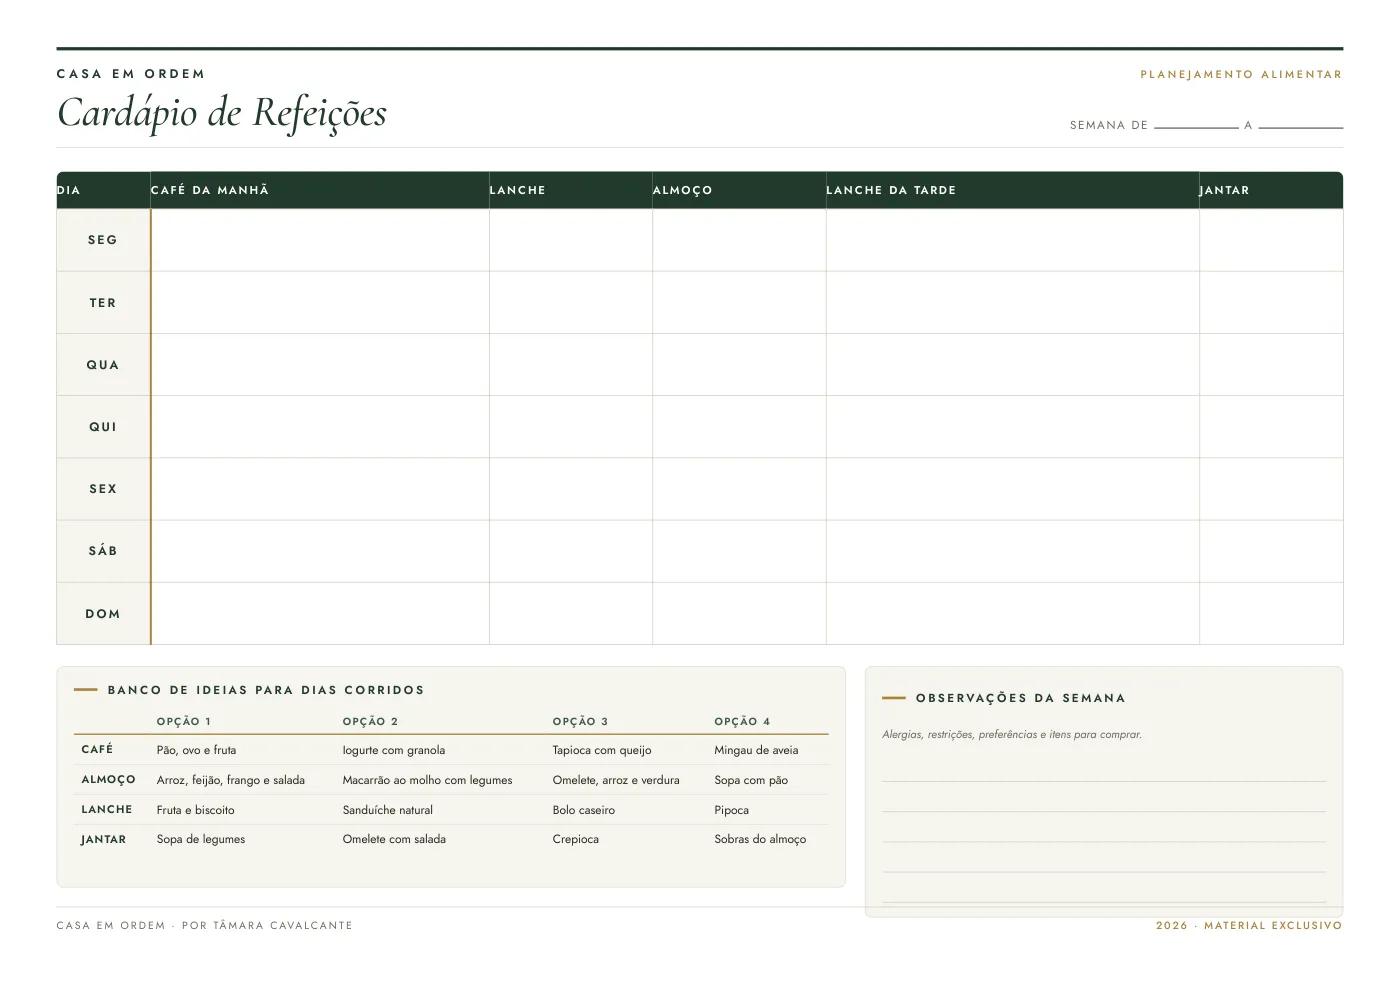 CASA EM ORDEM
PLANEJAMENTO ALIMENTAR
Cardápio de Refeições
SEMANA DE ____________ A ____________
DIA CAFÉ DA MANHÃ LANCHE ALMOÇO LANCHE DA TARDE JANTAR
SEG
TER
QUA
QUI
SEX
SÁB
DOM
BANCO DE IDEIAS PARA DIAS CORRIDOS
OPÇÃO 1 OPÇÃO 2 OPÇÃO 3 OPÇÃO 4
CAFÉ Pão, ovo e fruta Iogurte com granola Tapioca com queijo Mingau de aveia
ALMOÇO Arroz, feijão, frango e salada Macarrão ao molho com legumes Omelete, arroz e verdura Sopa com pão
LANCHE Fruta e biscoito Sanduíche natural Bolo caseiro Pipoca
JANTAR Sopa de legumes Omelete com salada Crepioca Sobras do almoço
OBSERVAÇÕES DA SEMANA
Alergias, restrições, preferências e itens para comprar.
CASA EM ORDEM · POR TÂMARA CAVALCANTE
2026 · MATERIAL EXCLUSIVO